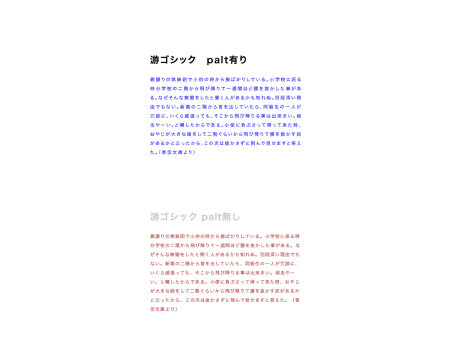 游ゴシック　palt有り
親譲りの無鉄砲で小供の時から損ばかりしている。小学校に居る
時分学校の二階から飛び降りて一週間ほど腰を抜かした事があ
る。なぜそんな無闇をしたと聞く人があるかも知れぬ。別段深い理
由でもない。新築の二階から首を出していたら、同級生の一人が
冗談に、いくら威張っても、そこから飛び降りる事は出来まい。弱
虫やーい。と囃したからである。小使に負ぶさって帰って来た時、
おやじが大きな眼をして二階ぐらいから飛び降りて腰を抜かす奴
があるかと云ったから、この次は抜かさずに飛んで見せますと答え
た。（青空文庫より）
游ゴシック palt無し
親譲りの無鉄砲で小供の時から損ばかりしている。小学校に居る時
分学校の二階から飛び降りて一週間ほど腰を抜かした事がある。な
ぜそんな無闇をしたと聞く人があるかも知れぬ。別段深い理由でも
ない。新築の二階から首を出していたら、同級生の一人が冗談に、
いくら威張っても、そこから飛び降りる事は出来まい。弱虫やー
い。と囃したからである。小使に負ぶさって帰って来た時、おやじ
が大きな眼をして二階ぐらいから飛び降りて腰を抜かす奴があるか
と云ったから、この次は抜かさずに飛んで見せますと答えた。（青
空文庫より）